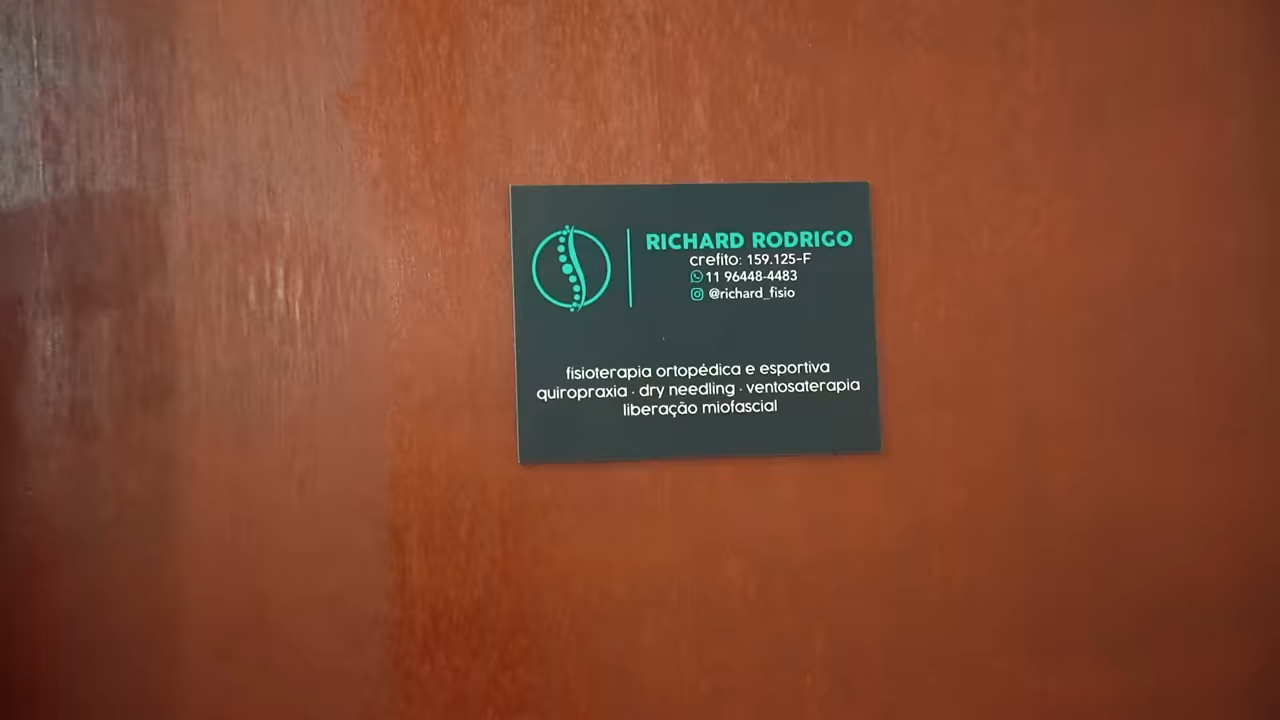 RICHARD RODRIGO
crefito: 159.125-F
11 96448-4483
@richard_fisio
fisioterapia ortopédica e esportiva
quiropraxia · dry needling · ventosaterapia
liberação miofascial